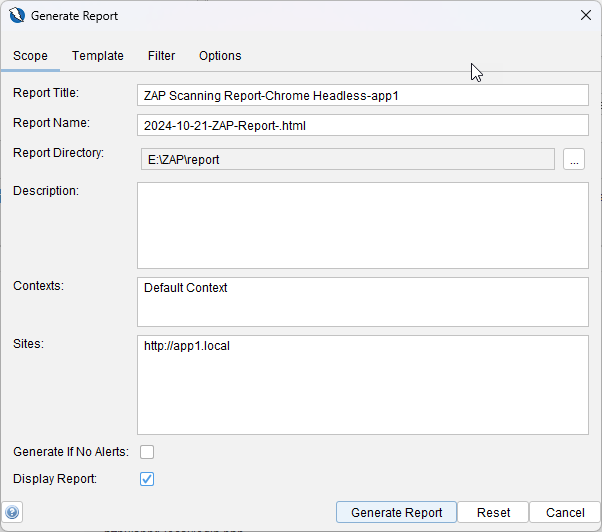 Generate Report
Scope Template Filter Options
Report Title: ZAP Scanning Report-Chrome Headless-app1
Report Name: 2024-10-21-ZAP-Report-.html
Report Directory: E:\ZAP\report ...
Description:
Contexts: Default Context
Sites: http://app1.local
Generate If No Alerts:
Display Report:
Generate Report Reset Cancel